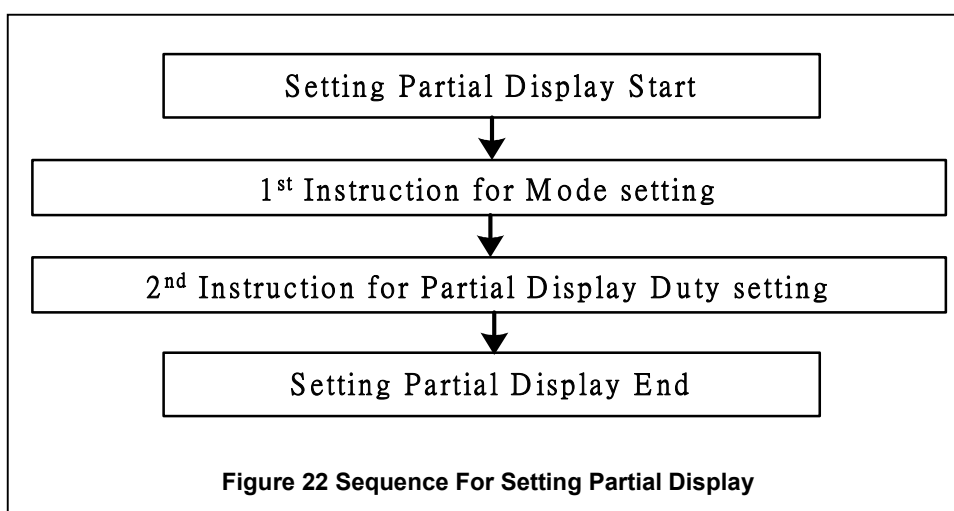 Setting Partial Display Start
1st Instruction for Mode setting
2nd Instruction for Partial Display Duty setting
Setting Partial Display End
Figure 22 Sequence For Setting Partial Display